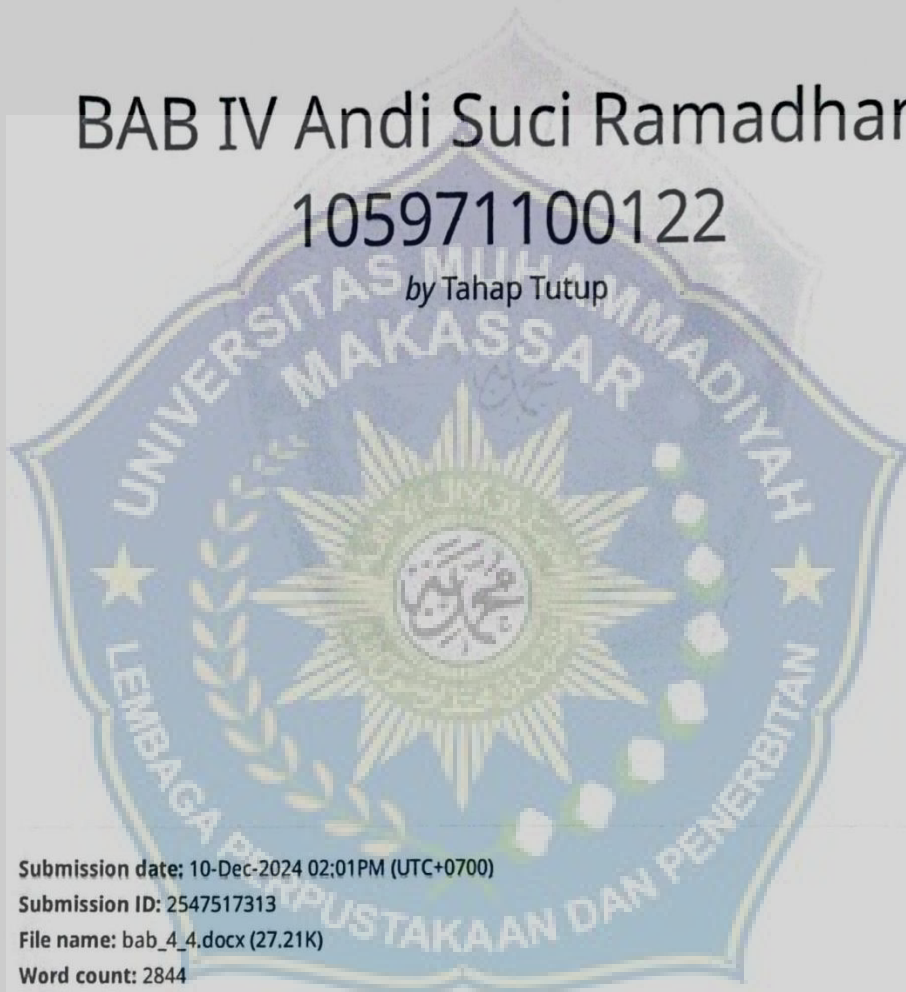 BAB IV Andi Suci Ramadhan
105971100122
by Tahap Tutup
UNIVERSITAS MUHAMMADIYAH
MAKASSAR
LEMBAGA PERPUSTAKAAN DAN PENERBITAN
Submission date: 10-Dec-2024 02:01PM (UTC+0700)
Submission ID: 2547517313
File name: bab_4_4.docx (27.21K)
Word count: 2844